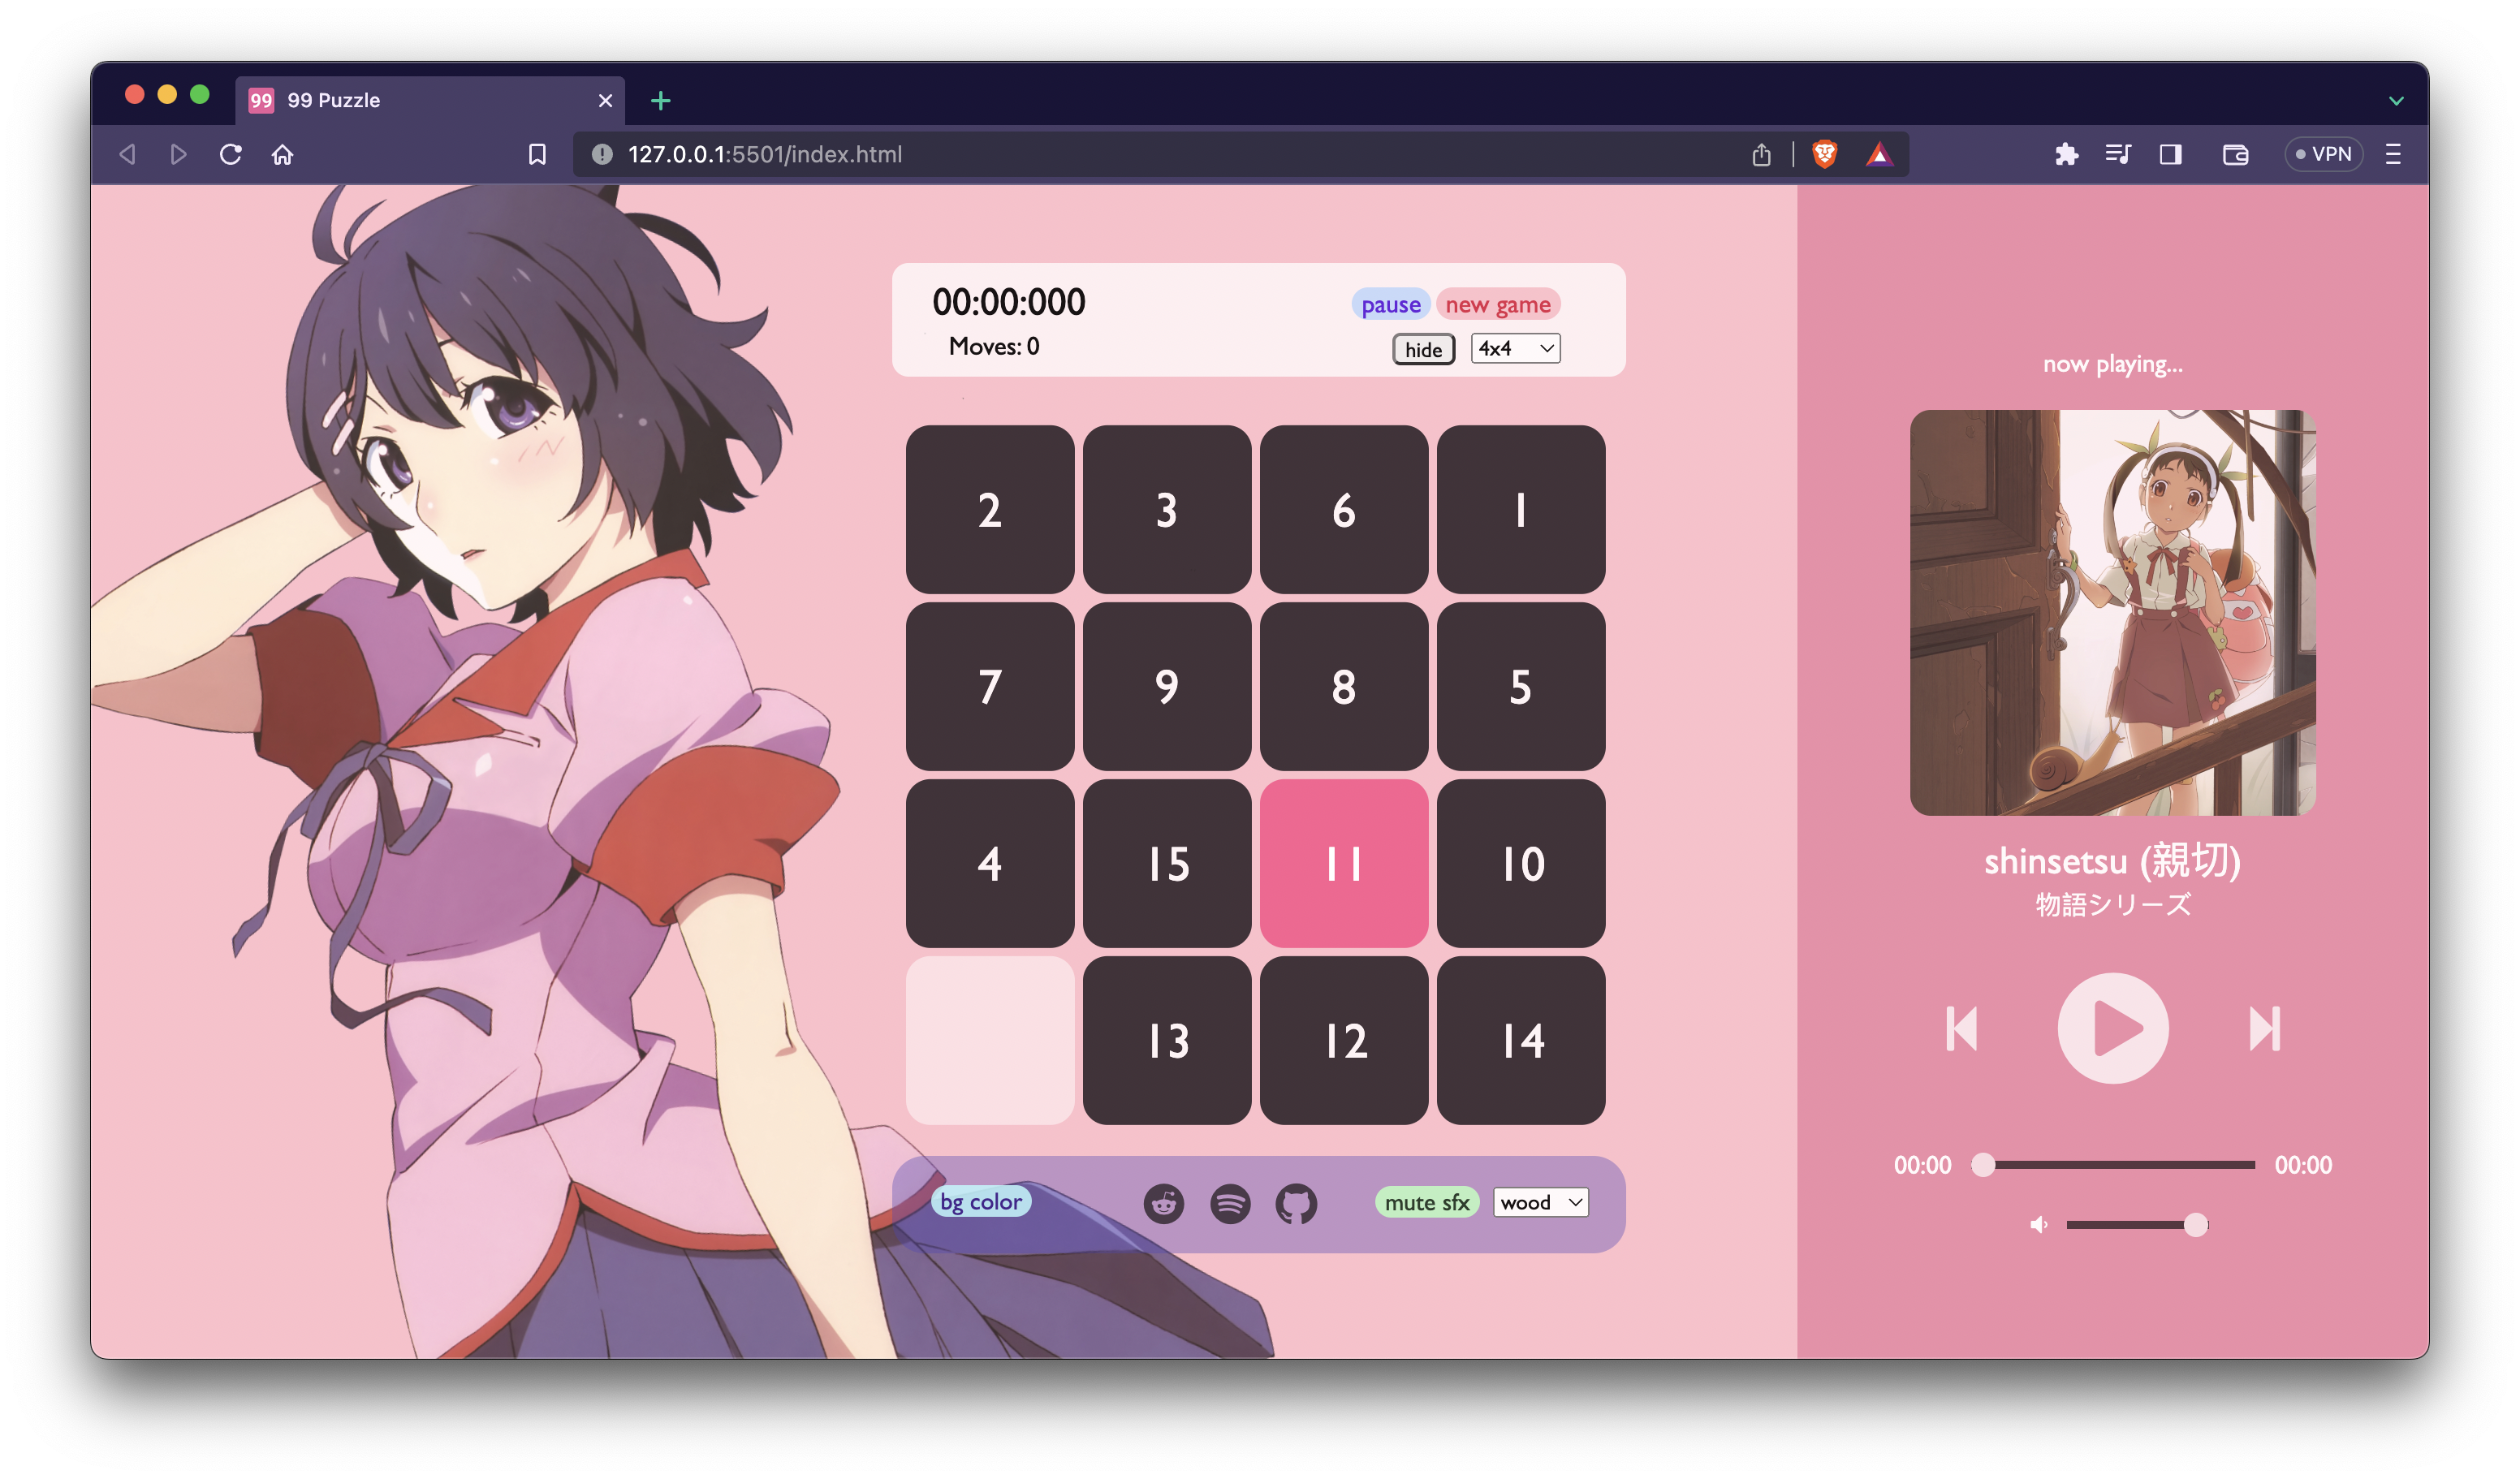 99 99 Puzzle
127.0.0.1:5501/index.html
VPN
00:00:000
pause new game
Moves: 0
hide 4x4
2 3 6 1
7 9 8 5
4 15 11 10
13 12 14
bg color
mute sfx wood
now playing...
shinsetsu (親切)
物語シリーズ
00:00 00:00